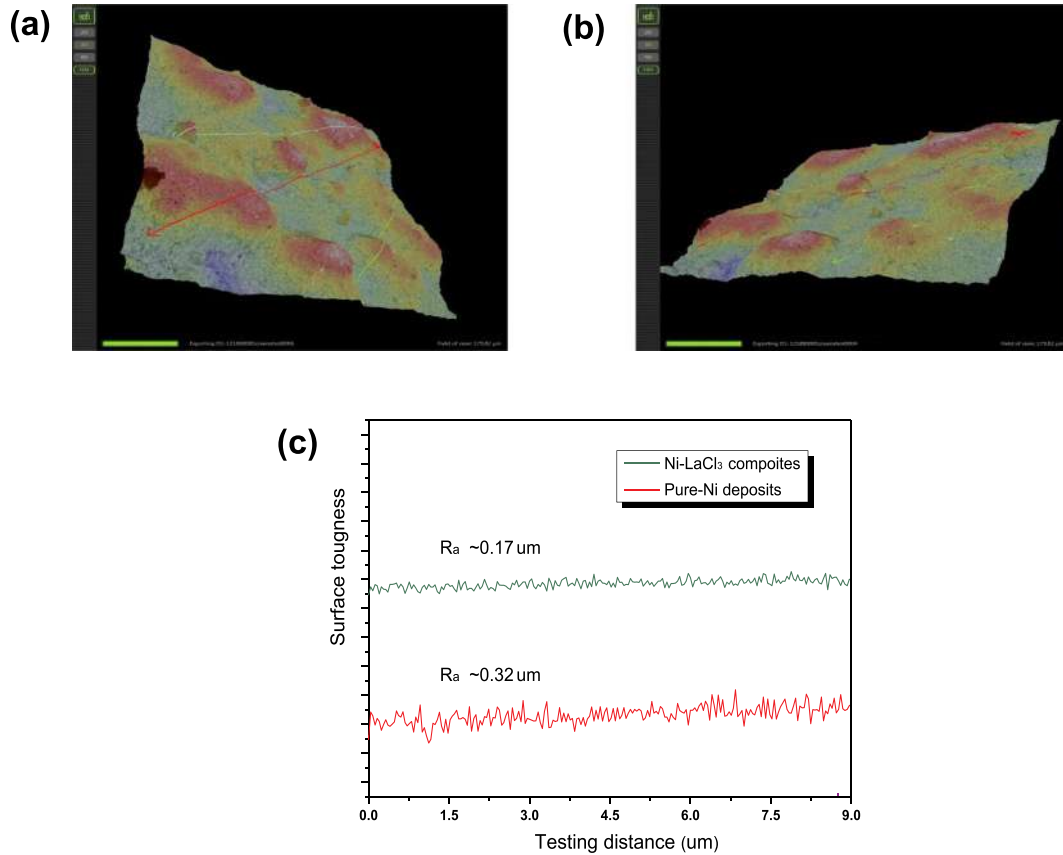 (a)
(b)
(c)
Ni-LaCl₃ compoites
Pure-Ni deposits
Surface tougness
Ra ~0.17 um
Ra ~0.32 um
0.0 1.5 3.0 4.5 6.0 7.5 9.0
Testing distance (um)